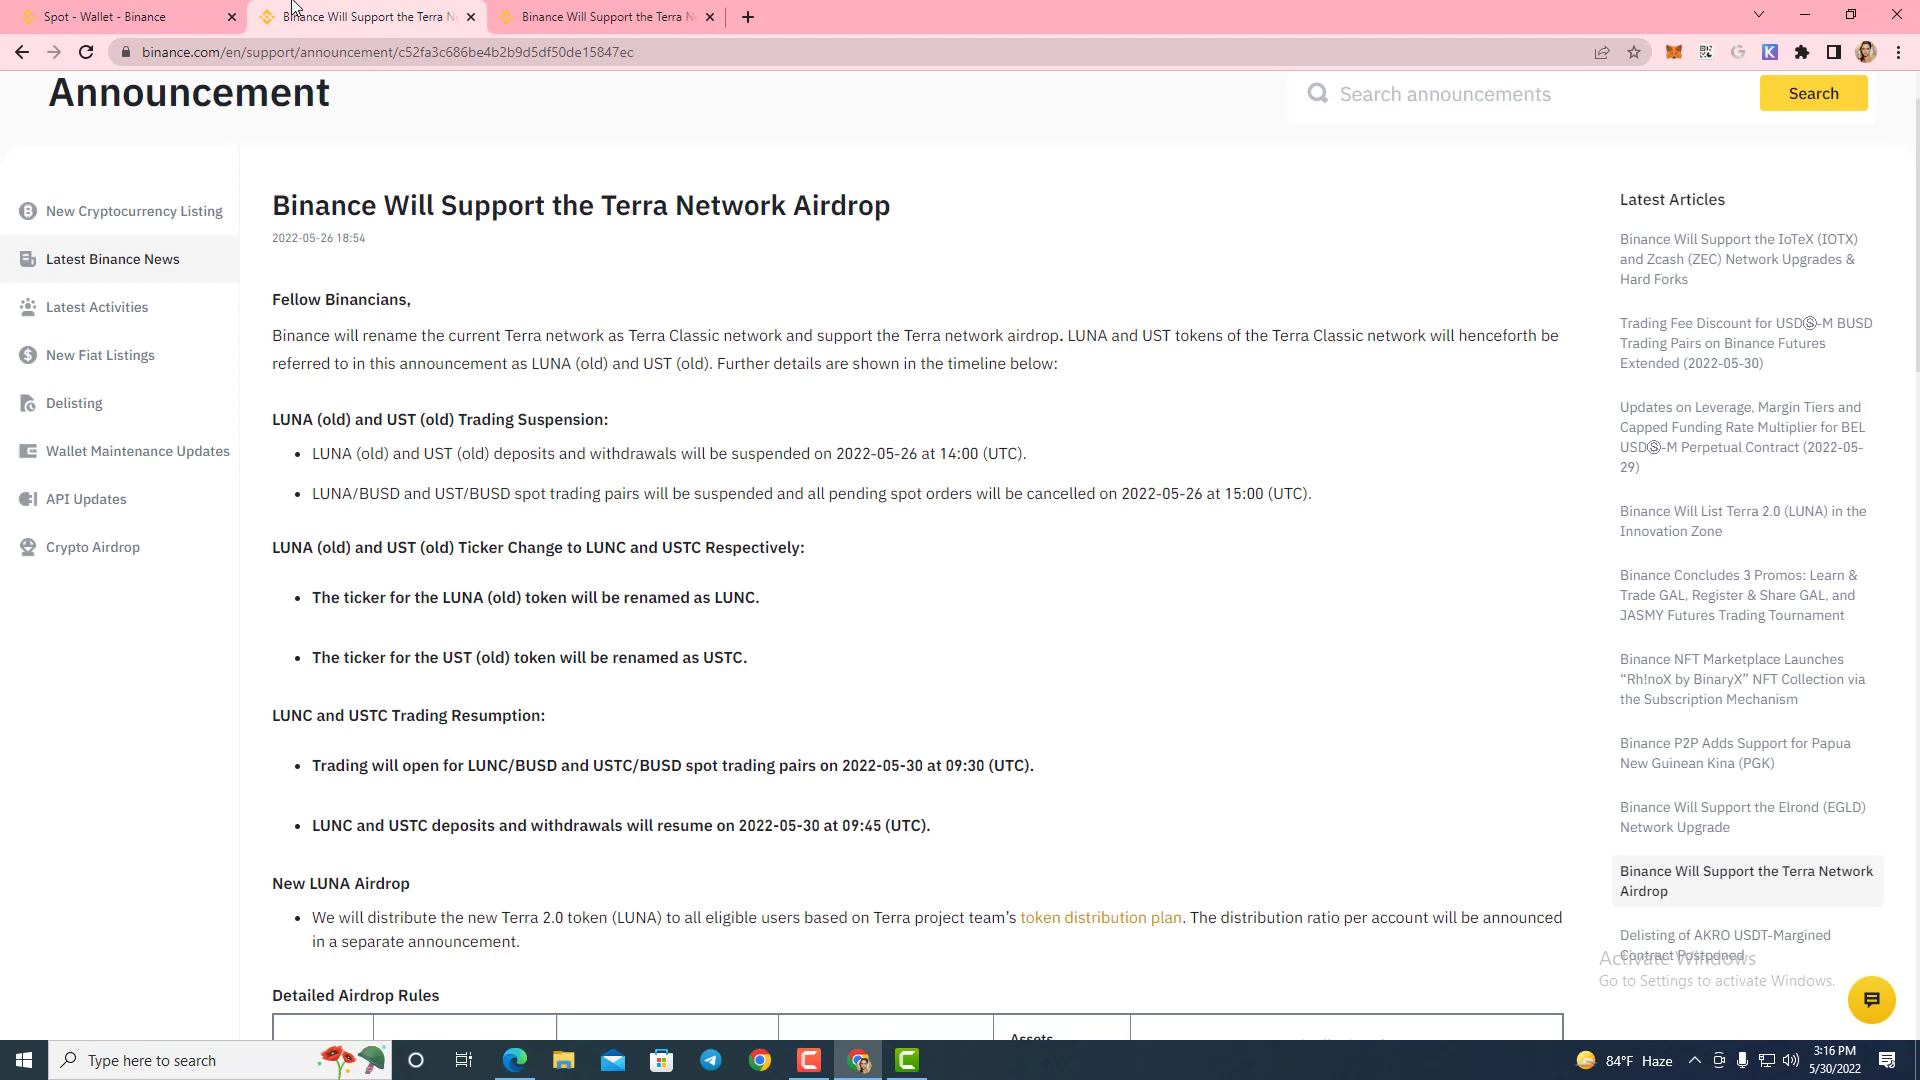 Spot - Wallet - Binance
Binance Will Support the Terra N
Binance Will Support the Terra N
binance.com/en/support/announcement/c52fa3c686be4b2b9d5df50de15847ec
Announcement
Search announcements
Search
New Cryptocurrency Listing
Latest Binance News
Latest Activities
New Fiat Listings
Delisting
Wallet Maintenance Updates
API Updates
Crypto Airdrop
Binance Will Support the Terra Network Airdrop
2022-05-26 18:54
Fellow Binancians,
Binance will rename the current Terra network as Terra Classic network and support the Terra network airdrop. LUNA and UST tokens of the Terra Classic network will henceforth be
referred to in this announcement as LUNA (old) and UST (old). Further details are shown in the timeline below:
LUNA (old) and UST (old) Trading Suspension:
• LUNA (old) and UST (old) deposits and withdrawals will be suspended on 2022-05-26 at 14:00 (UTC).
• LUNA/BUSD and UST/BUSD spot trading pairs will be suspended and all pending spot orders will be cancelled on 2022-05-26 at 15:00 (UTC).
LUNA (old) and UST (old) Ticker Change to LUNC and USTC Respectively:
• The ticker for the LUNA (old) token will be renamed as LUNC.
• The ticker for the UST (old) token will be renamed as USTC.
LUNC and USTC Trading Resumption:
• Trading will open for LUNC/BUSD and USTC/BUSD spot trading pairs on 2022-05-30 at 09:30 (UTC).
• LUNC and USTC deposits and withdrawals will resume on 2022-05-30 at 09:45 (UTC).
New LUNA Airdrop
• We will distribute the new Terra 2.0 token (LUNA) to all eligible users based on Terra project team's token distribution plan. The distribution ratio per account will be announced
in a separate announcement.
Detailed Airdrop Rules
Assets
Latest Articles
Binance Will Support the IoTeX (IOTX)
and Zcash (ZEC) Network Upgrades &
Hard Forks
Trading Fee Discount for USDⓈ-M BUSD
Trading Pairs on Binance Futures
Extended (2022-05-30)
Updates on Leverage, Margin Tiers and
Capped Funding Rate Multiplier for BEL
USDⓈ-M Perpetual Contract (2022-05-
29)
Binance Will List Terra 2.0 (LUNA) in the
Innovation Zone
Binance Concludes 3 Promos: Learn &
Trade GAL, Register & Share GAL, and
JASMY Futures Trading Tournament
Binance NFT Marketplace Launches
“Rh!noX by BinaryX” NFT Collection via
the Subscription Mechanism
Binance P2P Adds Support for Papua
New Guinean Kina (PGK)
Binance Will Support the Elrond (EGLD)
Network Upgrade
Binance Will Support the Terra Network
Airdrop
Delisting of AKRO USDT-Margined
Contract Postponed
Activate Windows
Go to Settings to activate Windows.
Type here to search
84°F Haze
3:16 PM
5/30/2022